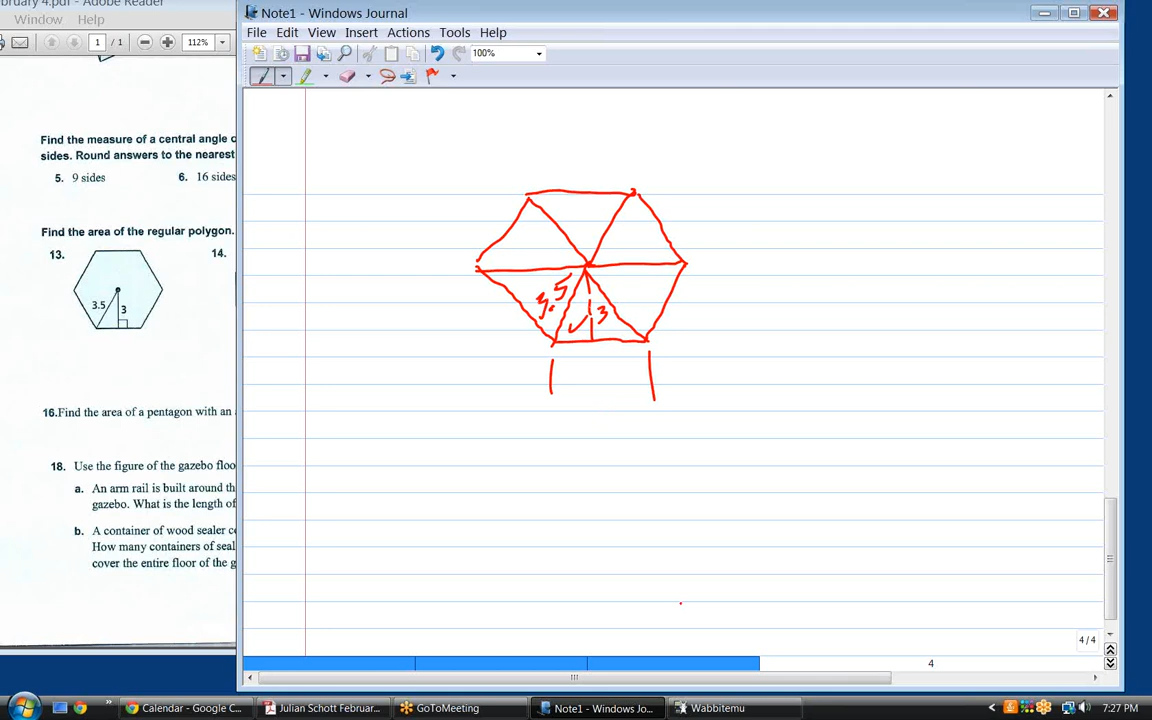 bruary 4.pdf - Adobe Reader
Window Help
1 / 1 112%
Find the measure of a central angle o
sides. Round answers to the nearest
5. 9 sides 6. 16 sides
Find the area of the regular polygon.
13. 14.
3.5
3
16.Find the area of a pentagon with an
18. Use the figure of the gazebo floo
a. An arm rail is built around th
gazebo. What is the length of
b. A container of wood sealer co
How many containers of seal
cover the entire floor of the g
Note1 - Windows Journal
File Edit View Insert Actions Tools Help
100%
3.5
3
4 / 4
4
Calendar - Google C...
Julian Schott Februar...
GoToMeeting
Note1 - Windows Jo...
Wabbitemu
7:27 PM